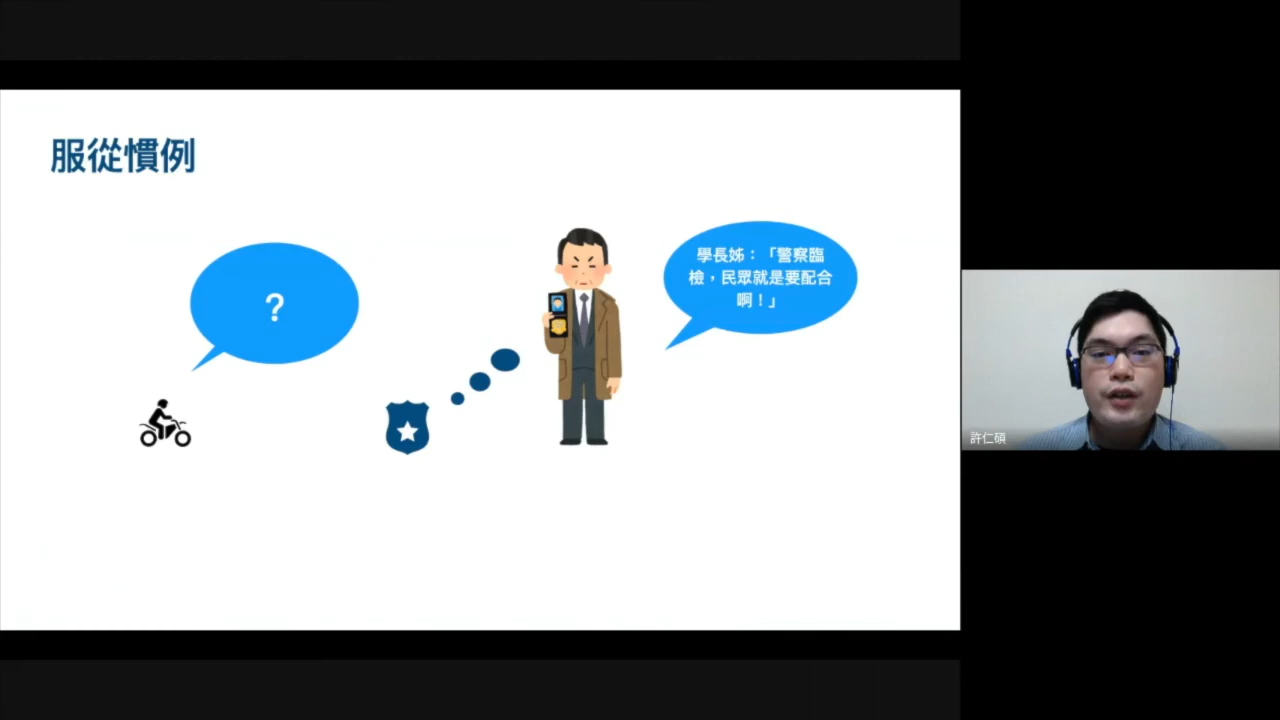 服從慣例
?
學長姊：「警察臨
檢，民眾就是要配合
啊！」
許仁碩